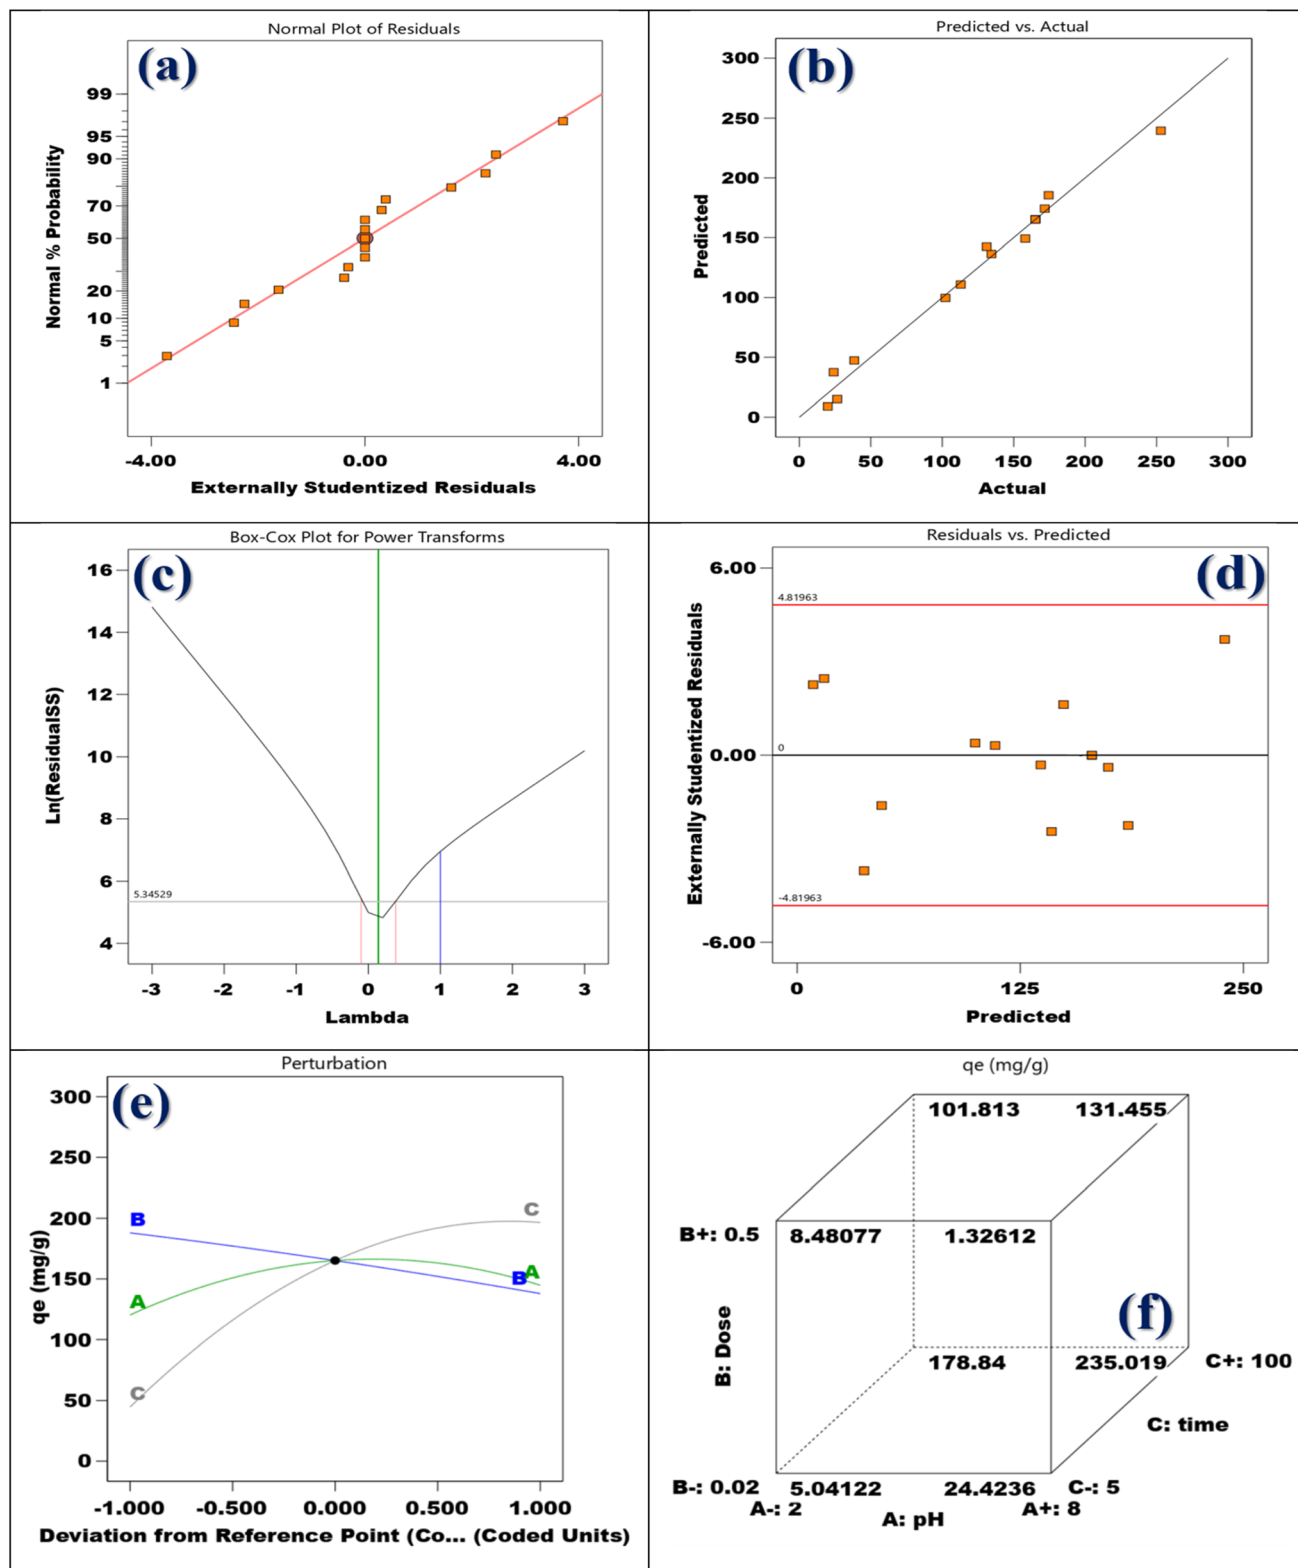 Normal Plot of Residuals
(a)
99
95
90
70
50
20
10
5
1
Normal % Probability
-4.00 0.00 4.00
Externally Studentized Residuals
Predicted vs. Actual
(b)
300
250
200
150
100
50
0
Predicted
0 50 100 150 200 250 300
Actual
Box-Cox Plot for Power Transforms
(c)
16
14
12
10
8
6
4
Ln(ResidualSS)
5.34529
-3 -2 -1 0 1 2 3
Lambda
Residuals vs. Predicted
(d)
6.00
0.00
-6.00
Externally Studentized Residuals
4.81963
0
-4.81963
0 125 250
Predicted
Perturbation
(e)
300
250
200
150
100
50
0
qe (mg/g)
B
A
C
C
A
B
-1.000 -0.500 0.000 0.500 1.000
Deviation from Reference Point (Co... (Coded Units)
qe (mg/g)
101.813 131.455
B+: 0.5 8.48077 1.32612
(f)
B: Dose
178.84 235.019 C+: 100
C: time
B-: 0.02 5.04122 24.4236 C-: 5
A-: 2 A: pH A+: 8